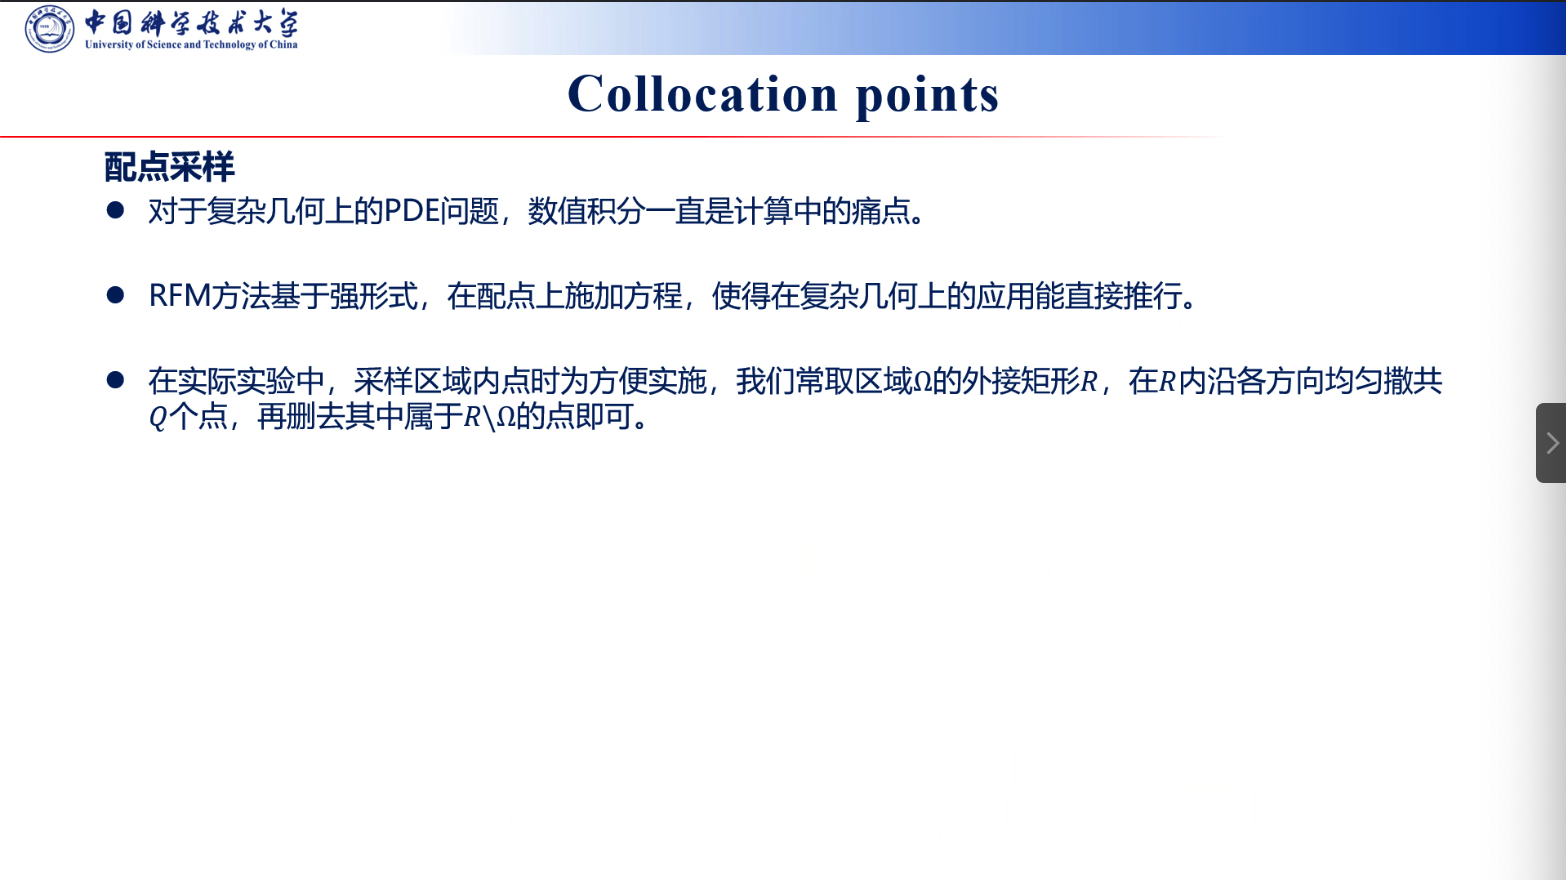 中国科学技术大学
University of Science and Technology of China
Collocation points
配点采样
● 对于复杂几何上的PDE问题，数值积分一直是计算中的痛点。
● RFM方法基于强形式，在配点上施加方程，使得在复杂几何上的应用能直接推行。
● 在实际实验中，采样区域内点时为方便实施，我们常取区域Ω的外接矩形R，在R内沿各方向均匀撒共
Q个点，再删去其中属于R\Ω的点即可。